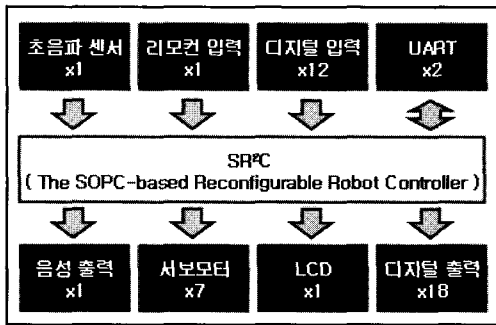 초음파 센서
x1
리모컨 입력
x1
디지털 입력
x12
UART
x2
SR²C
( The SOPC-based Reconfigurable Robot Controller )
음성 출력
x1
서보모터
x7
LCD
x1
디지털 출력
x18